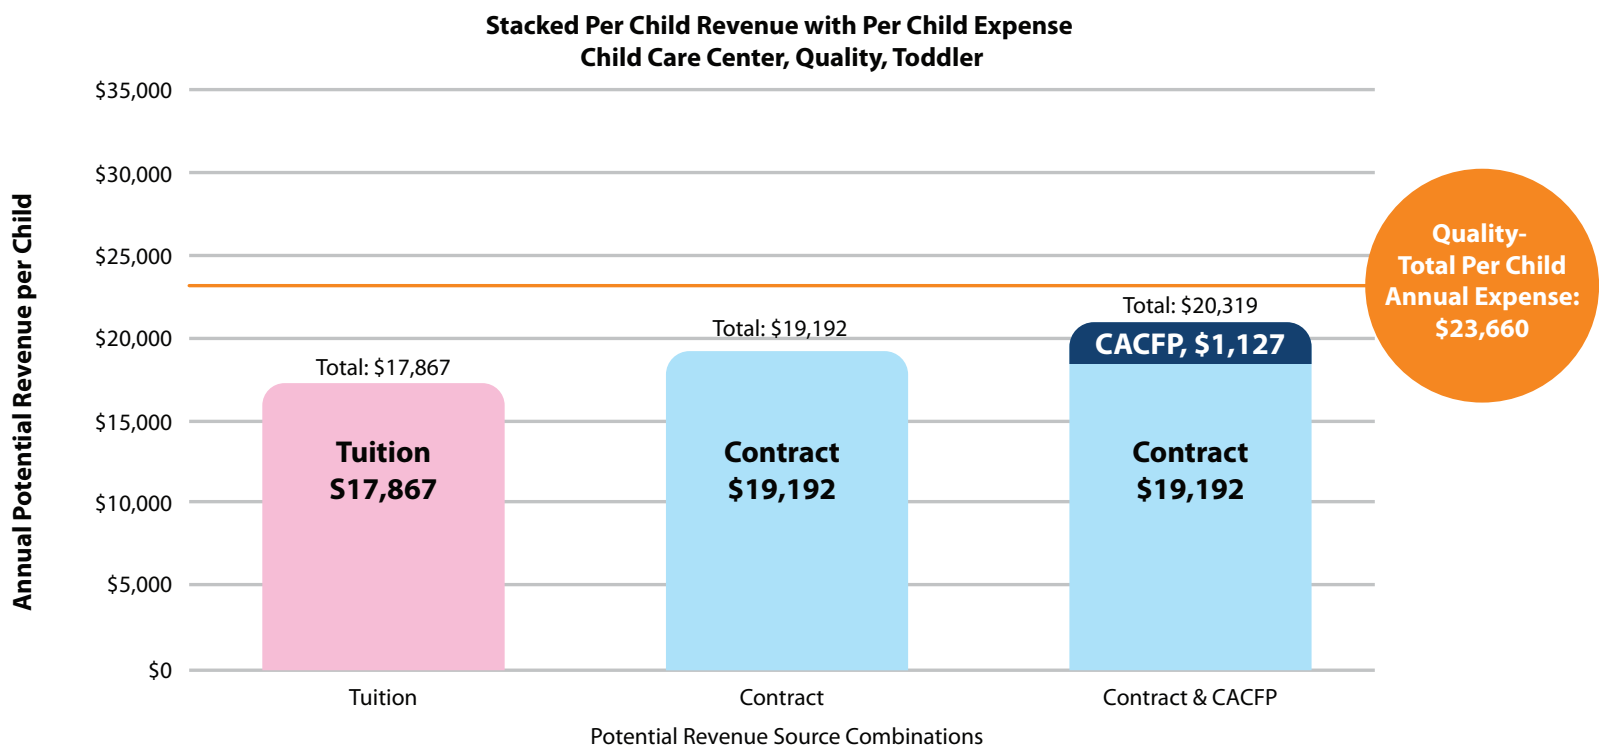 Stacked Per Child Revenue with Per Child Expense
Child Care Center, Quality, Toddler
Annual Potential Revenue per Child
$35,000
$30,000
$25,000
$20,000
$15,000
$10,000
$5,000
$0
Total: $17,867
Tuition
S17,867
Total: $19,192
Contract
$19,192
Total: $20,319
CACFP, $1,127
Contract
$19,192
Quality-
Total Per Child
Annual Expense:
$23,660
Tuition
Contract
Contract & CACFP
Potential Revenue Source Combinations